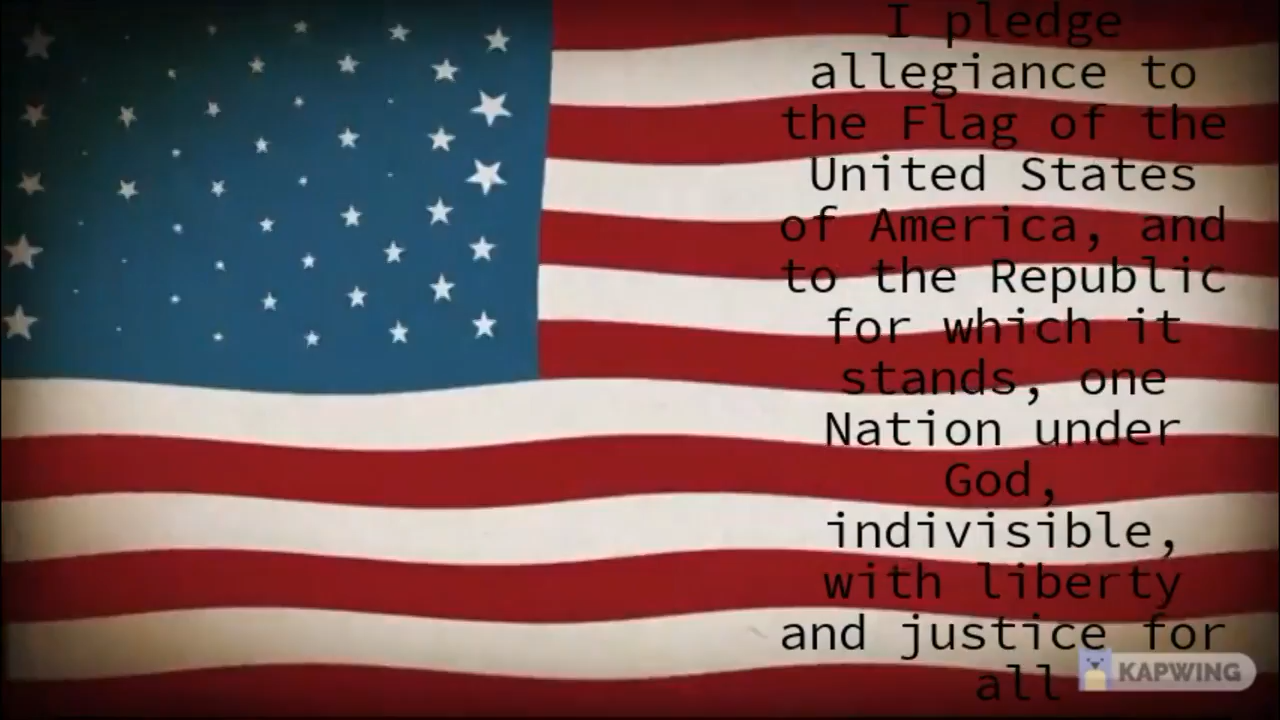 I pledge
allegiance to
the Flag of the
United States
of America, and
to the Republic
for which it
stands, one
Nation under
God,
indivisible,
with liberty
and justice for
all
KAPWING